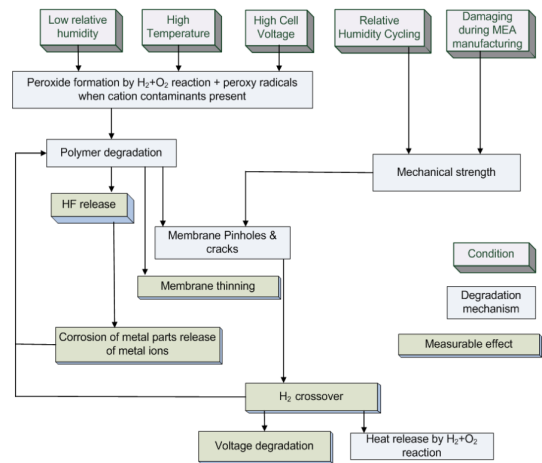 Low relative
humidity
High
Temperature
High Cell
Voltage
Relative
Humidity Cycling
Damaging
during MEA
manufacturing
Peroxide formation by H₂+O₂ reaction + peroxy radicals
when cation contaminants present
Polymer degradation
Mechanical strength
HF release
Membrane Pinholes &
cracks
Condition
Membrane thinning
Degradation
mechanism
Corrosion of metal parts release
of metal ions
Measurable effect
H₂ crossover
Voltage degradation
Heat release by H₂+O₂
reaction